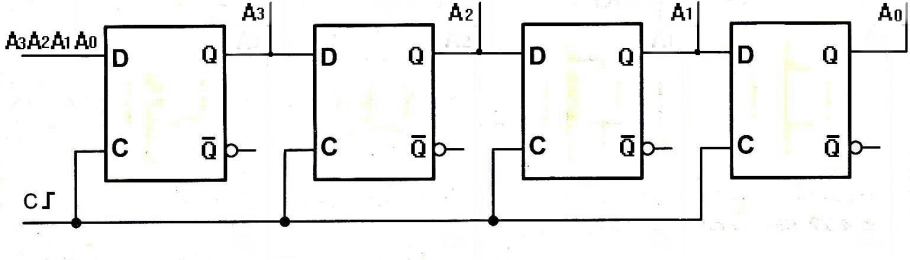 A3 A2 A1 A0
A3A2A1A0
D Q D Q D Q D Q
C Q̅ C Q̅ C Q̅ C Q̅
C